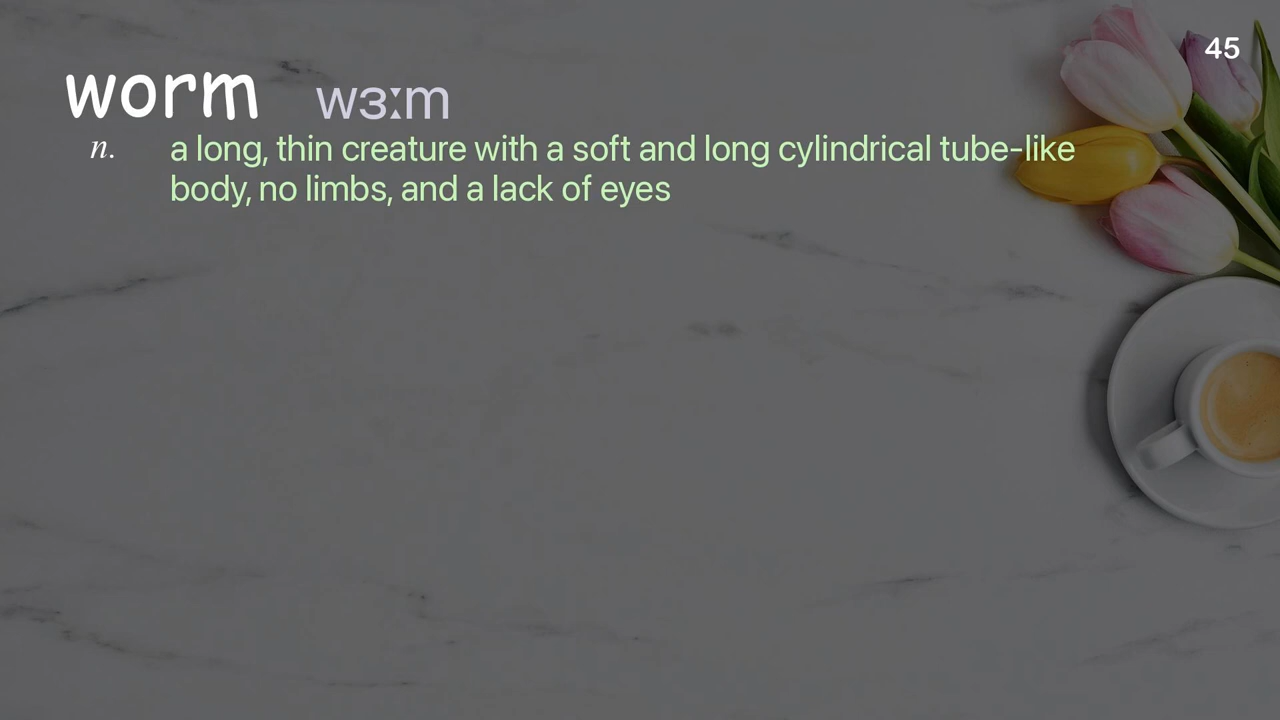 45
worm wɜːm
n. a long, thin creature with a soft and long cylindrical tube-like
body, no limbs, and a lack of eyes